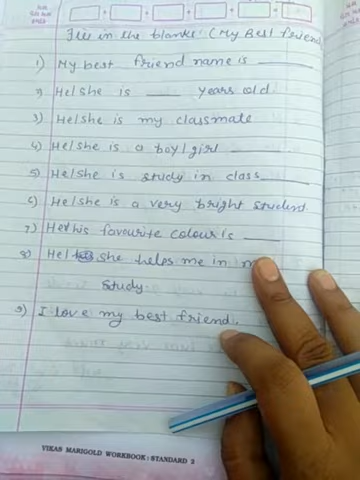 Fill in the blanks: (My Best friend)
1) My best friend name is ______
2) He/she is ____ years old.
3) He/she is my classmate
4) He/she is a boy/girl ______
5) He/she is study in class ______
6) He/she is a very bright student.
7) Her/his favourite colour is ____
8) He/ she helps me in
study
9) I love my best friend.
VIKAS MARIGOLD WORKBOOK: STANDARD 2